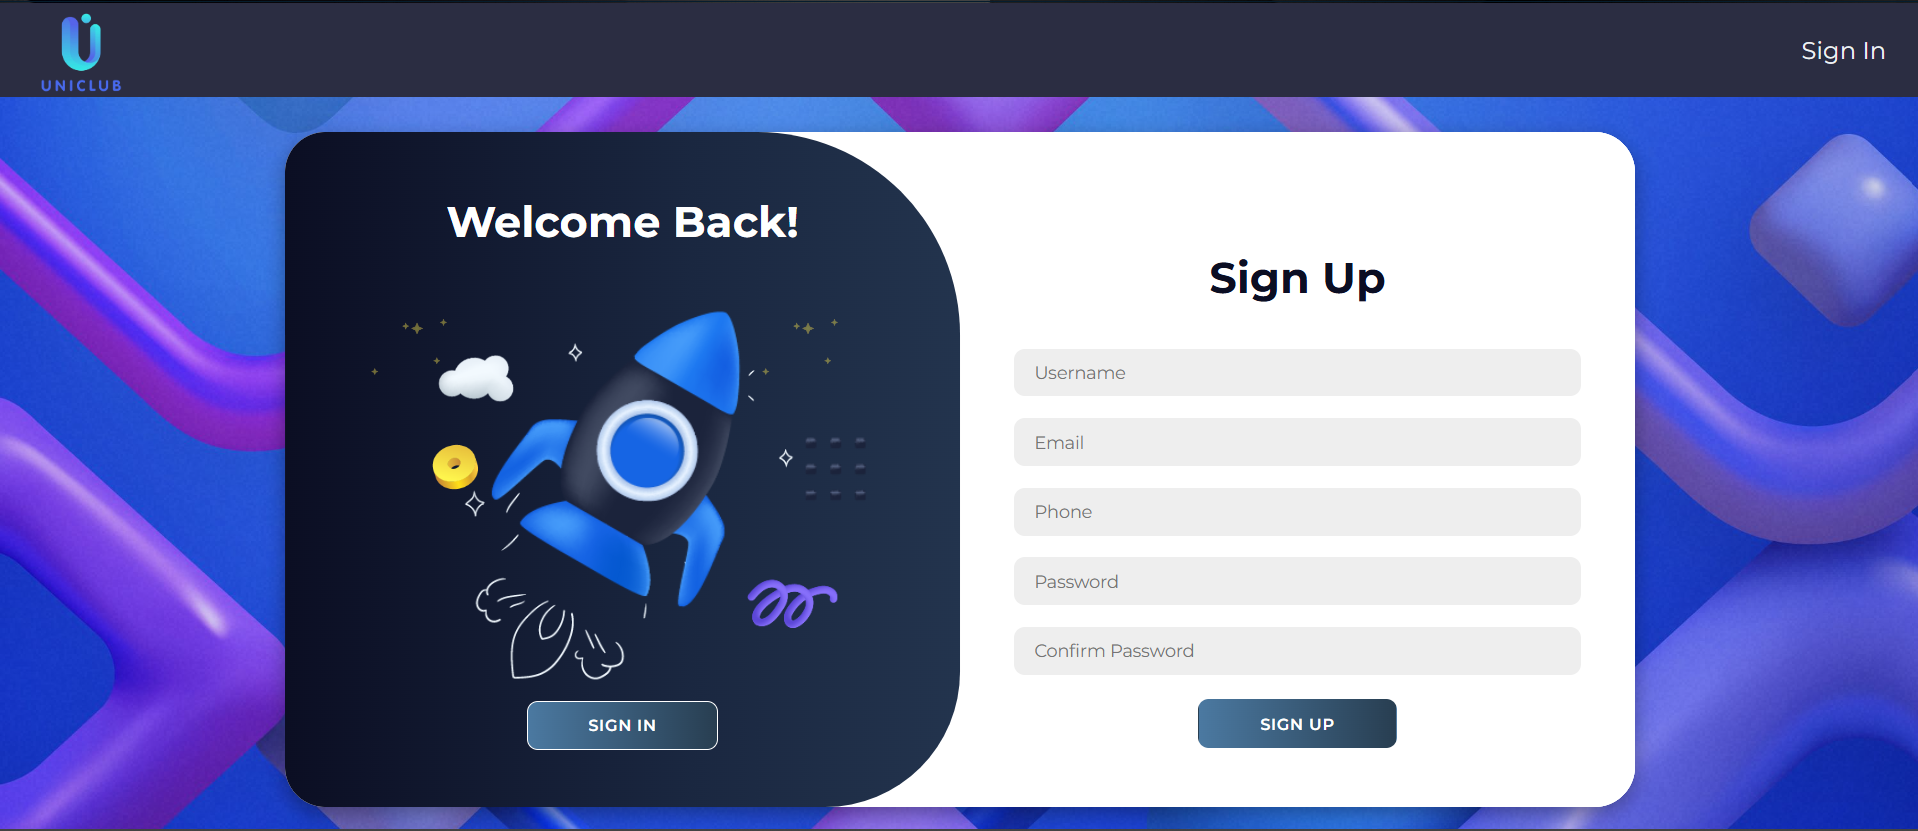 UNICLUB
Sign In
Welcome Back!
SIGN IN
Sign Up
Username
Email
Phone
Password
Confirm Password
SIGN UP